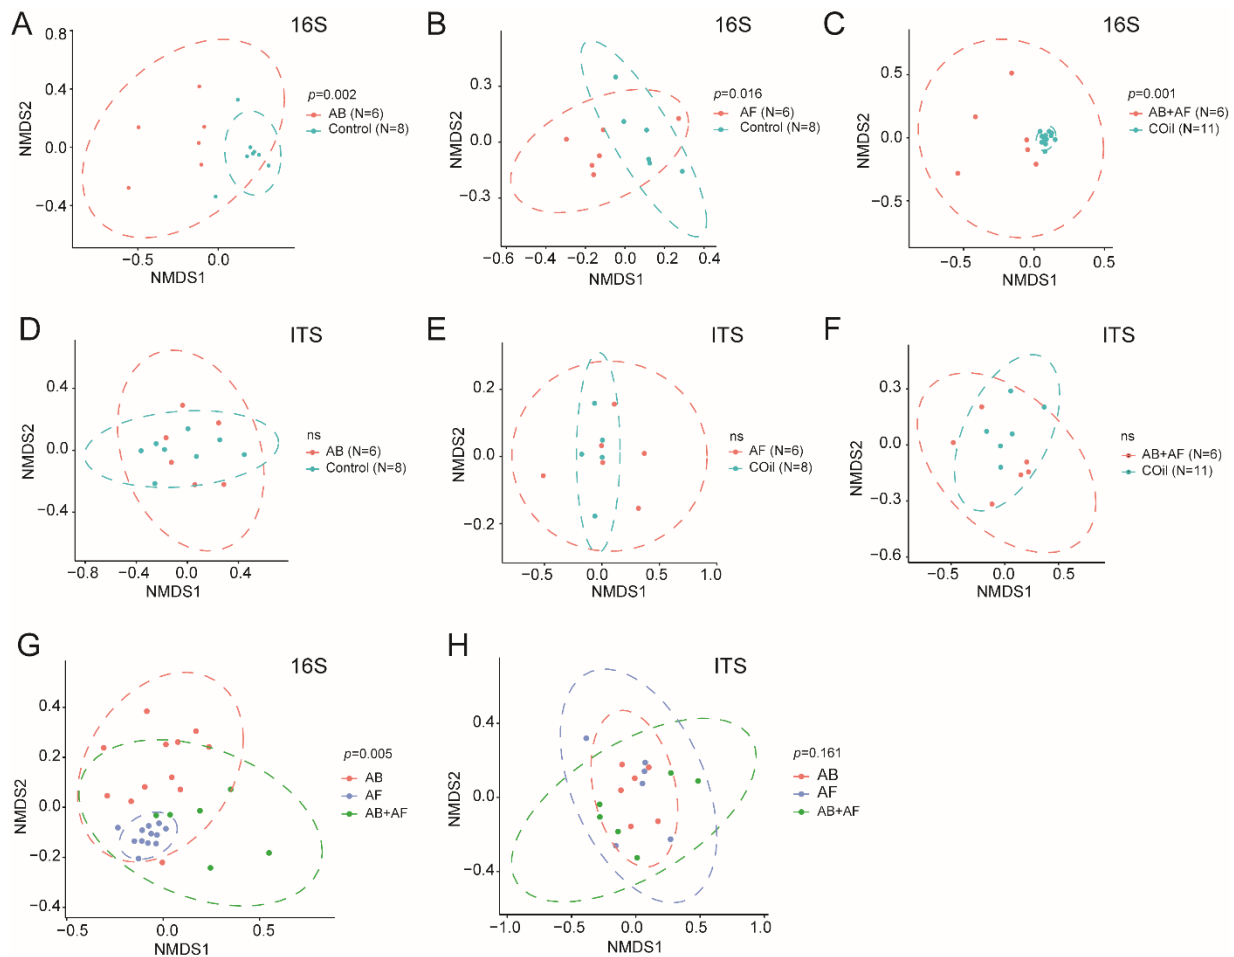 A
16S
0.8
0.4
0.0
−0.4
NMDS2
−0.5
0.0
NMDS1
p=0.002
AB (N=6)
Control (N=8)
B
16S
0.3
0.0
−0.3
NMDS2
−0.6
−0.4
−0.2
0.0
0.2
0.4
NMDS1
p=0.016
AF (N=6)
Control (N=8)
C
16S
0.5
0.0
−0.5
NMDS2
−0.5
0.0
0.5
NMDS1
p=0.001
AB+AF (N=6)
COil (N=11)
D
ITS
0.4
0.0
−0.4
NMDS2
−0.8
−0.4
0.0
0.4
NMDS1
ns
AB (N=6)
Control (N=8)
E
ITS
0.2
0.0
−0.2
NMDS2
−0.5
0.0
0.5
1.0
NMDS1
ns
AF (N=6)
COil (N=8)
F
ITS
0.3
0.0
−0.3
−0.6
NMDS2
−0.5
0.0
0.5
NMDS1
ns
AB+AF (N=6)
COil (N=11)
G
16S
0.4
0.2
0.0
−0.2
−0.4
NMDS2
−0.5
0.0
0.5
NMDS1
p=0.005
AB
AF
AB+AF
H
ITS
0.4
0.0
−0.4
NMDS2
−1.0
−0.5
0.0
0.5
1.0
NMDS1
p=0.161
AB
AF
AB+AF